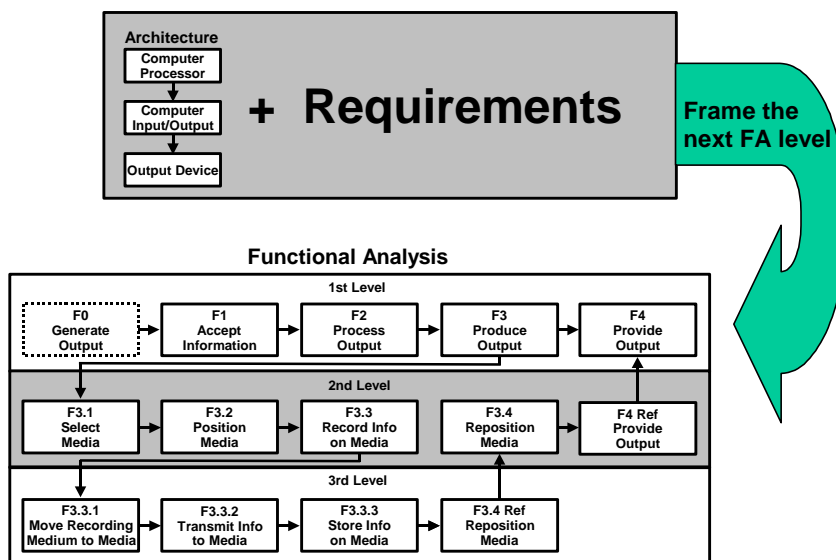 Architecture
Computer
Processor
Computer
Input/Output
Output Device
+ Requirements
Frame the
next FA level
Functional Analysis
1st Level
F0
Generate
Output
F1
Accept
Information
F2
Process
Output
F3
Produce
Output
F4
Provide
Output
2nd Level
F3.1
Select
Media
F3.2
Position
Media
F3.3
Record Info
on Media
F3.4
Reposition
Media
F4 Ref
Provide
Output
3rd Level
F3.3.1
Move Recording
Medium to Media
F3.3.2
Transmit Info
to Media
F3.3.3
Store Info
on Media
F3.4 Ref
Reposition
Media